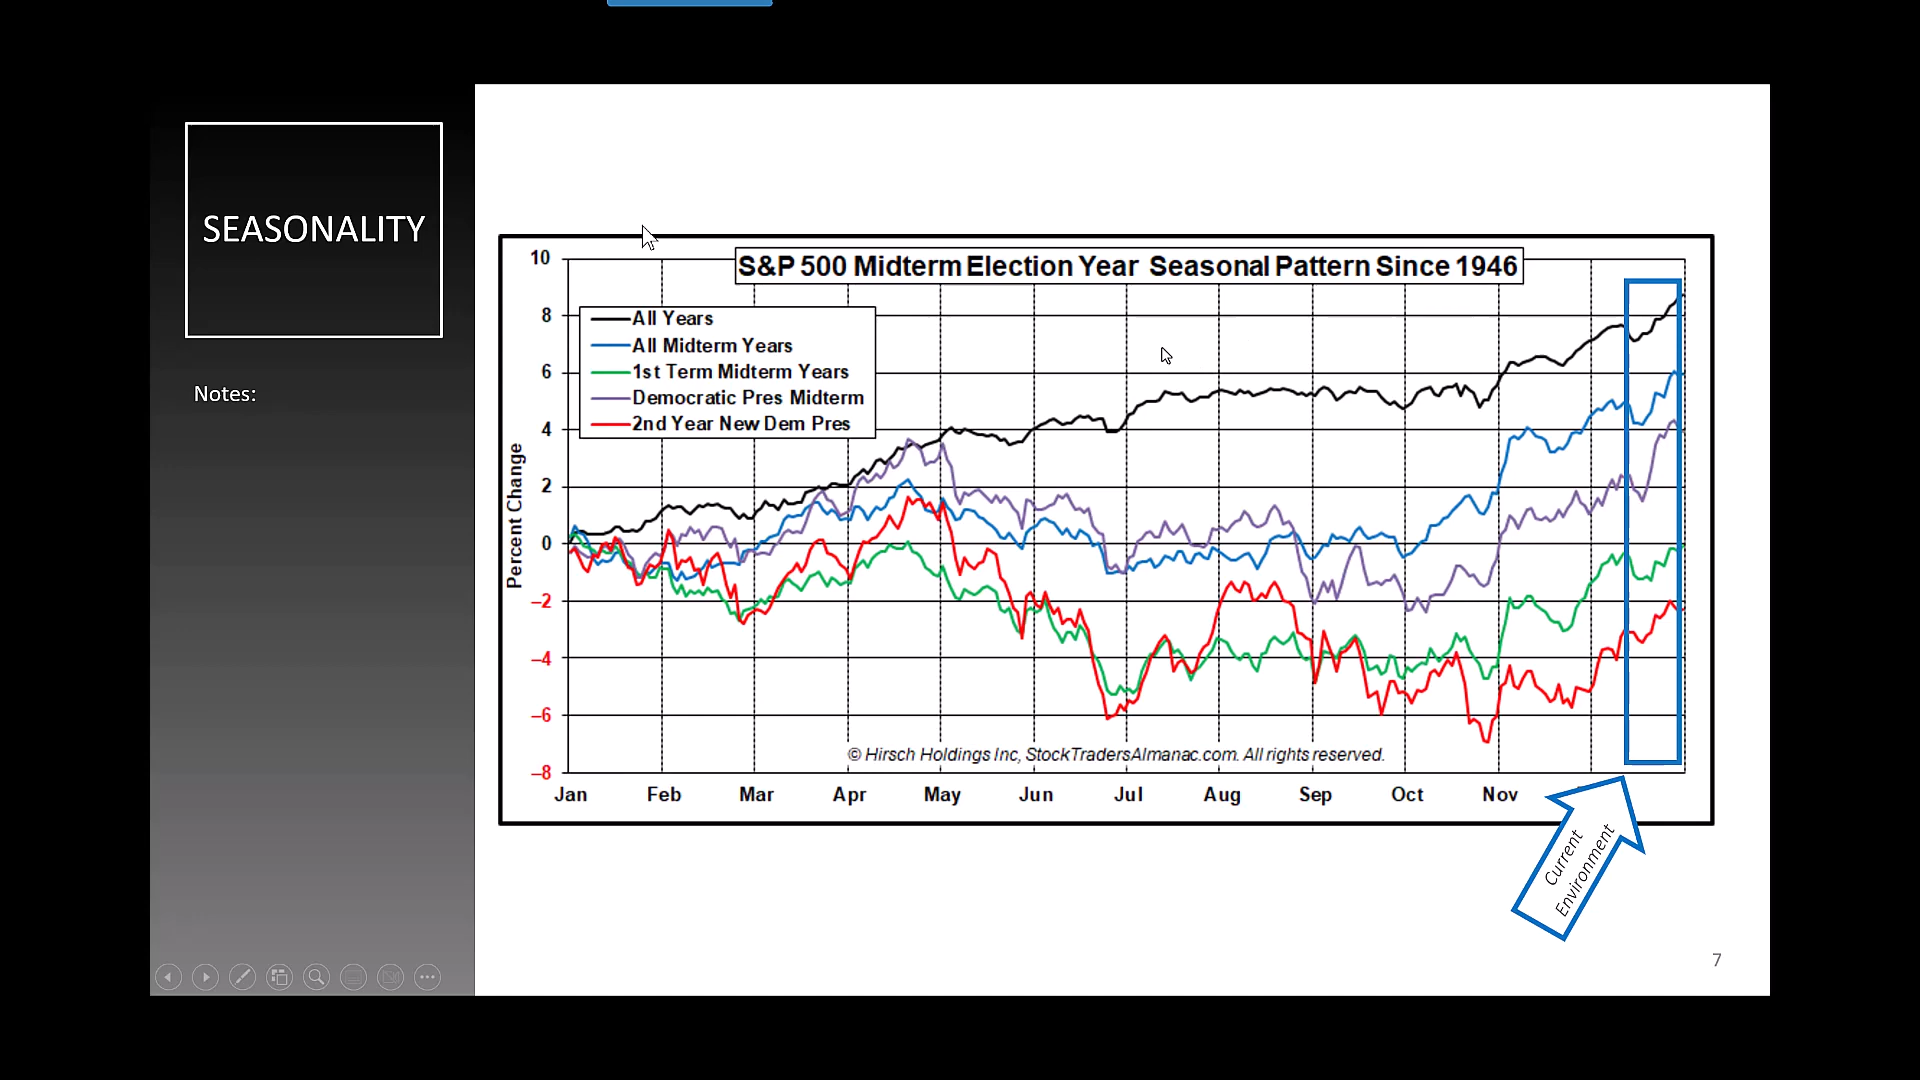 SEASONALITY
Notes:
S&P 500 Midterm Election Year Seasonal Pattern Since 1946
All Years
All Midterm Years
1st Term Midterm Years
Democratic Pres Midterm
2nd Year New Dem Pres
Percent Change
10
8
6
4
2
0
–2
–4
–6
–8
© Hirsch Holdings Inc, StockTradersAlmanac.com. All rights reserved.
Jan Feb Mar Apr May Jun Jul Aug Sep Oct Nov
Current
Environment
7